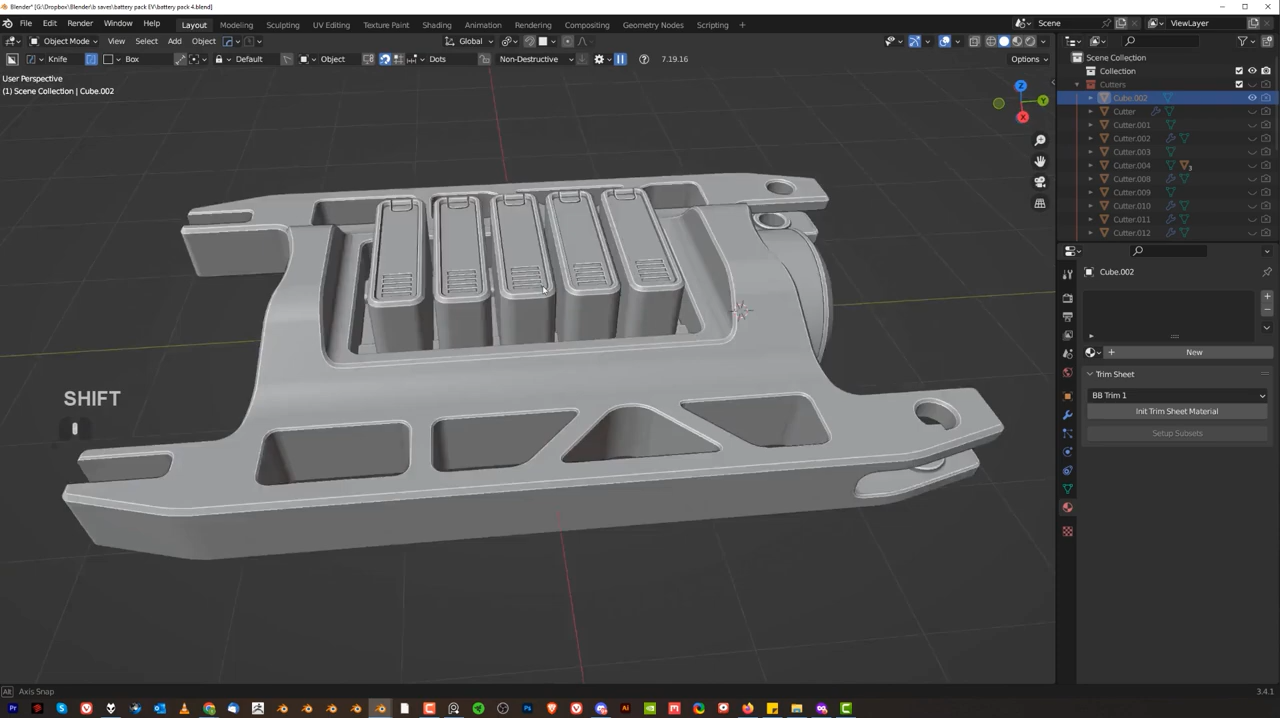 Blender* [G:\Dropbox\Blender\b saves\battery pack EV\battery pack 4.blend]
File Edit Render Window Help Layout Modeling Sculpting UV Editing Texture Paint Shading Animation Rendering Compositing Geometry Nodes Scripting + Scene ViewLayer
Object Mode View Select Add Object Global
Knife Box Default Object Dots Non-Destructive 7.19.16 Options
User Perspective
(1) Scene Collection | Cube.002
Scene Collection
Collection
Cutters
Cube.002
Cutter
Cutter.001
Cutter.002
Cutter.003
Cutter.004
3
Cutter.008
Cutter.009
Cutter.010
Cutter.011
Cutter.012
Cube.002
New
Trim Sheet
BB Trim 1
Init Trim Sheet Material
Setup Subsets
X
Y
Z
SHIFT
Alt Axis Snap
3.4.1